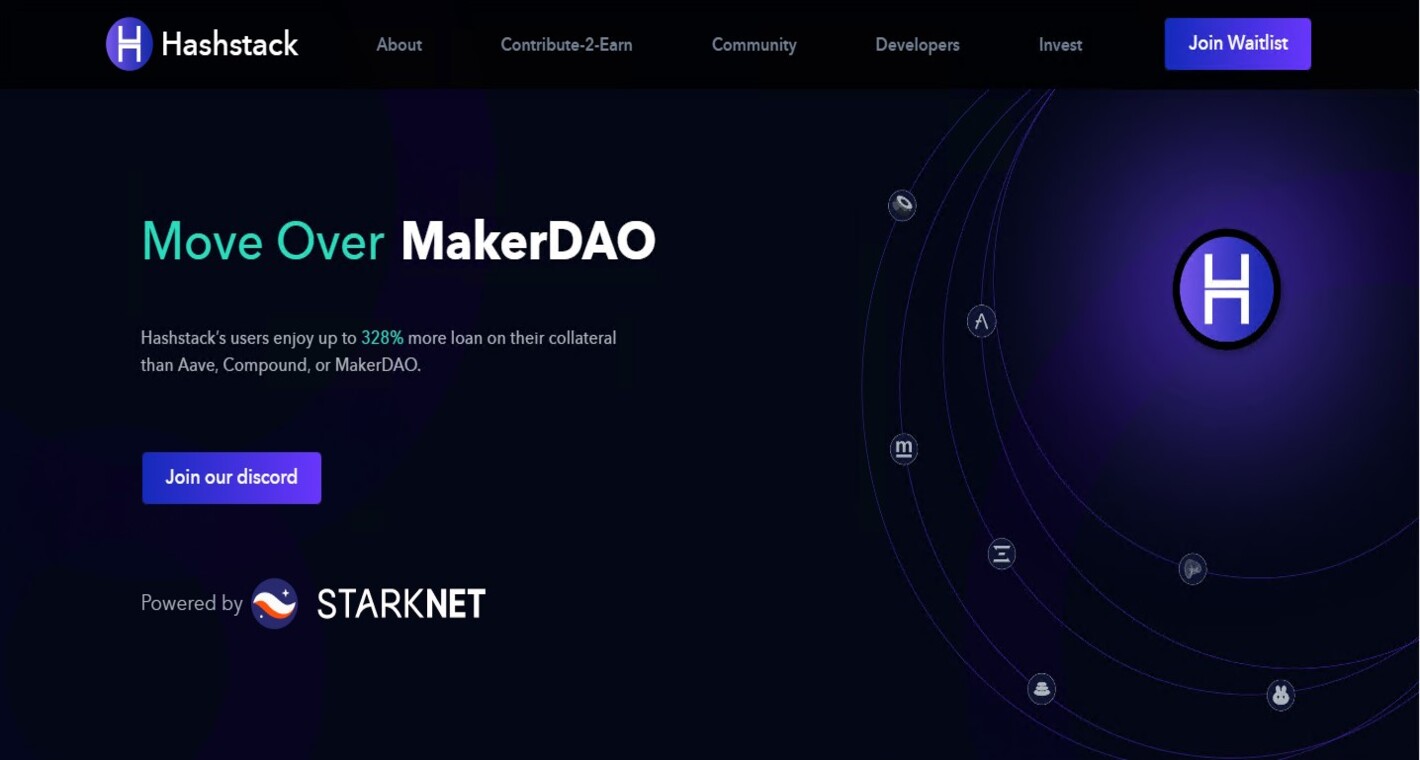 Hashstack
About
Contribute-2-Earn
Community
Developers
Invest
Join Waitlist
Move Over MakerDAO
Hashstack's users enjoy up to 328% more loan on their collateral
than Aave, Compound, or MakerDAO.
Join our discord
Powered by STARKNET
m